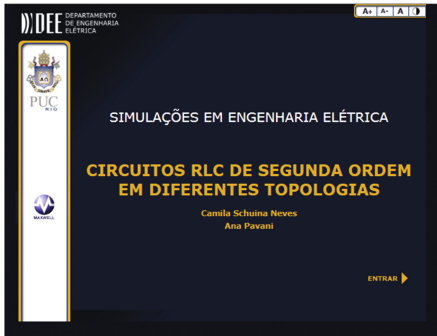 DEE DEPARTAMENTO
DE ENGENHARIA
ELÉTRICA
A+ A- A
PUC
RIO
MAXWELL
SIMULAÇÕES EM ENGENHARIA ELÉTRICA
CIRCUITOS RLC DE SEGUNDA ORDEM
EM DIFERENTES TOPOLOGIAS
Camila Schuina Neves
Ana Pavani
ENTRAR